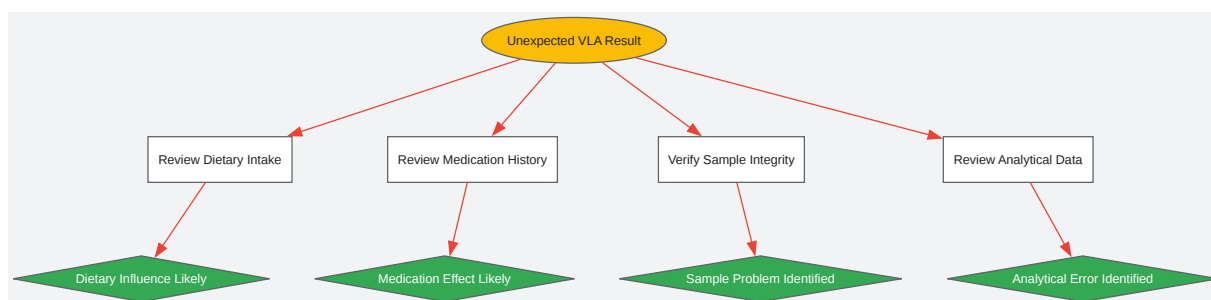 Unexpected VLA Result
Review Dietary Intake
Review Medication History
Verify Sample Integrity
Review Analytical Data
Dietary Influence Likely
Medication Effect Likely
Sample Problem Identified
Analytical Error Identified